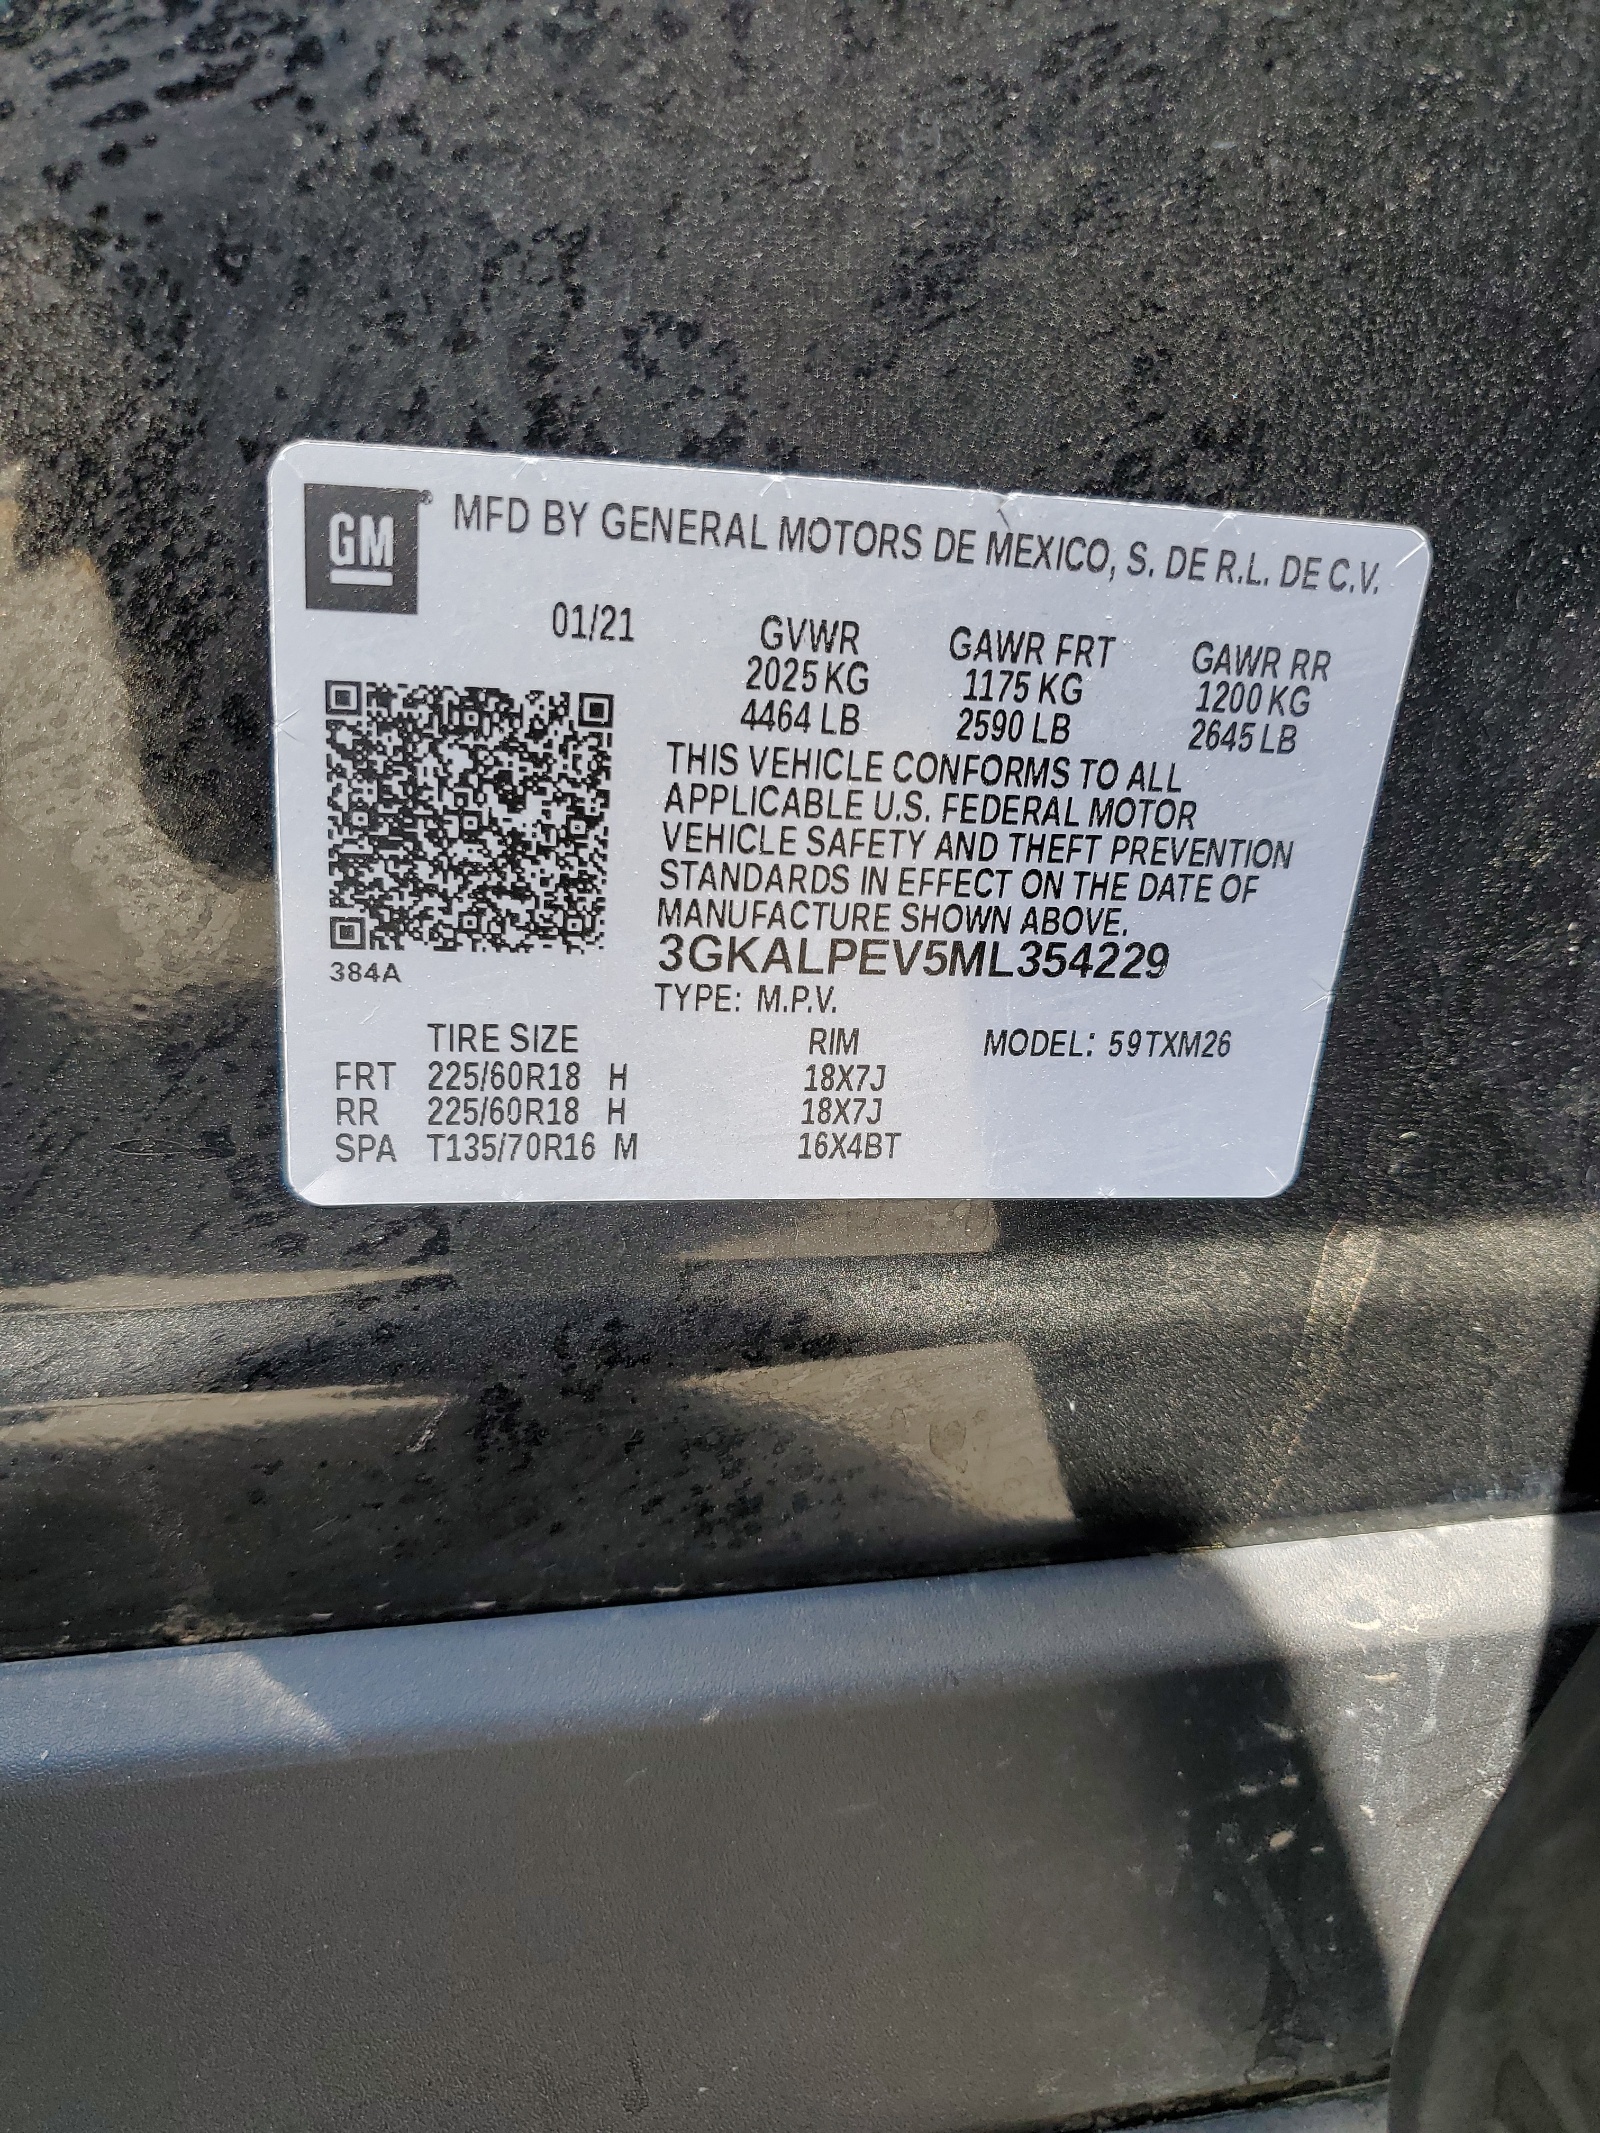 GM ® MFD BY GENERAL MOTORS DE MEXICO, S. DE R.L. DE C.V.
01/21 GVWR GAWR FRT GAWR RR
2025 KG 1175 KG 1200 KG
4464 LB 2590 LB 2645 LB
THIS VEHICLE CONFORMS TO ALL
APPLICABLE U.S. FEDERAL MOTOR
VEHICLE SAFETY AND THEFT PREVENTION
STANDARDS IN EFFECT ON THE DATE OF
MANUFACTURE SHOWN ABOVE.
3GKALPEV5ML354229
384A
TYPE: M.P.V.
TIRE SIZE RIM MODEL: 59TXM26
FRT 225/60R18 H 18X7J
RR 225/60R18 H 18X7J
SPA T135/70R16 M 16X4BT